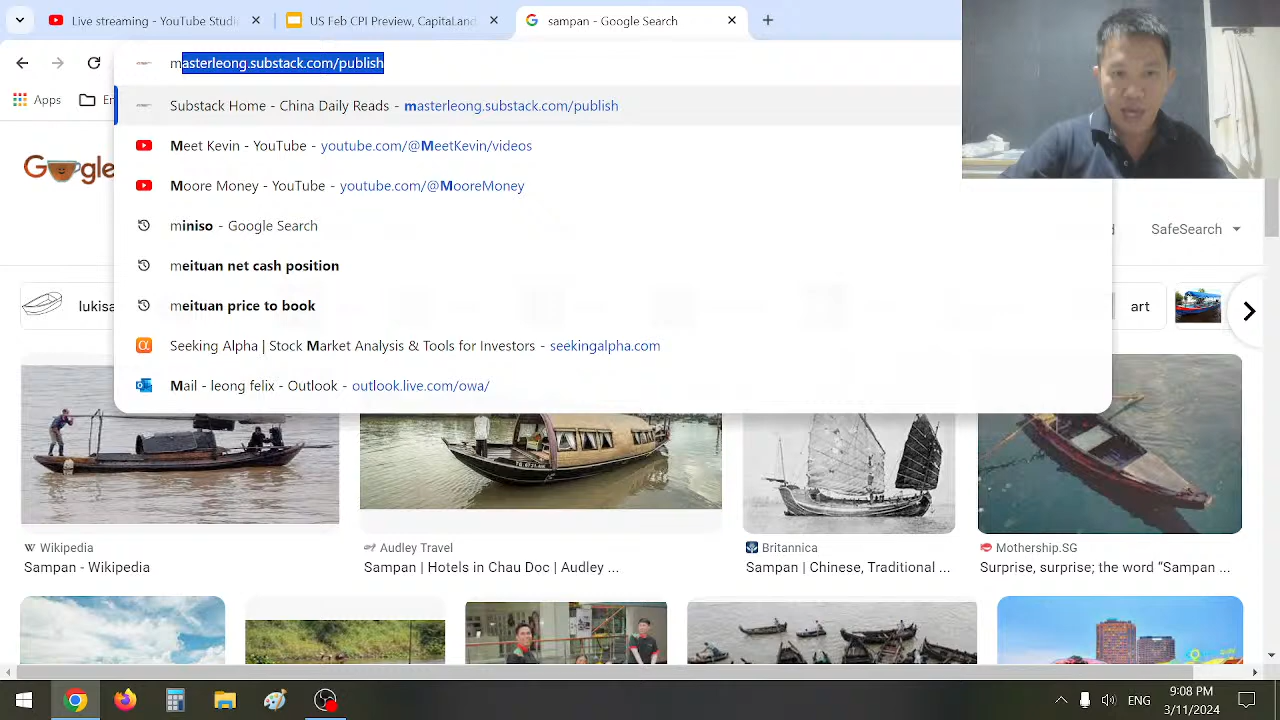 Live streaming - YouTube Studi
US Feb CPI Preview, CapitaLand
sampan - Google Search
masterleong.substack.com/publish
Apps
En
Substack Home - China Daily Reads - masterleong.substack.com/publish
Meet Kevin - YouTube - youtube.com/@MeetKevin/videos
Google
Moore Money - YouTube - youtube.com/@MooreMoney
miniso - Google Search
SafeSearch
meituan net cash position
lukisa
meituan price to book
art
Seeking Alpha | Stock Market Analysis & Tools for Investors - seekingalpha.com
Mail - leong felix - Outlook - outlook.live.com/owa/
Wikipedia
Sampan - Wikipedia
Audley Travel
Sampan | Hotels in Chau Doc | Audley ...
Britannica
Sampan | Chinese, Traditional ...
Mothership.SG
Surprise, surprise; the word “Sampan ...
ENG
9:08 PM
3/11/2024